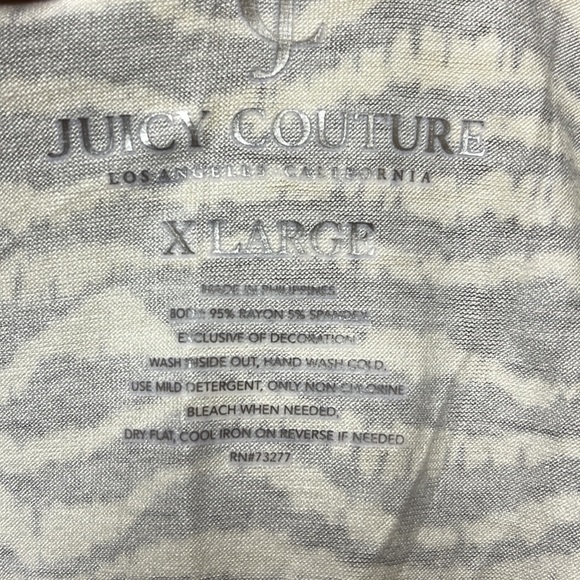 JC
JUICY COUTURE
LOS ANGELES, CALIFORNIA
X LARGE
MADE IN PHILIPPINES
BODY: 95% RAYON 5% SPANDEX
EXCLUSIVE OF DECORATION
WASH INSIDE OUT, HAND WASH COLD,
USE MILD DETERGENT, ONLY NON CHLORINE
BLEACH WHEN NEEDED,
DRY FLAT, COOL IRON ON REVERSE IF NEEDED
RN#73277